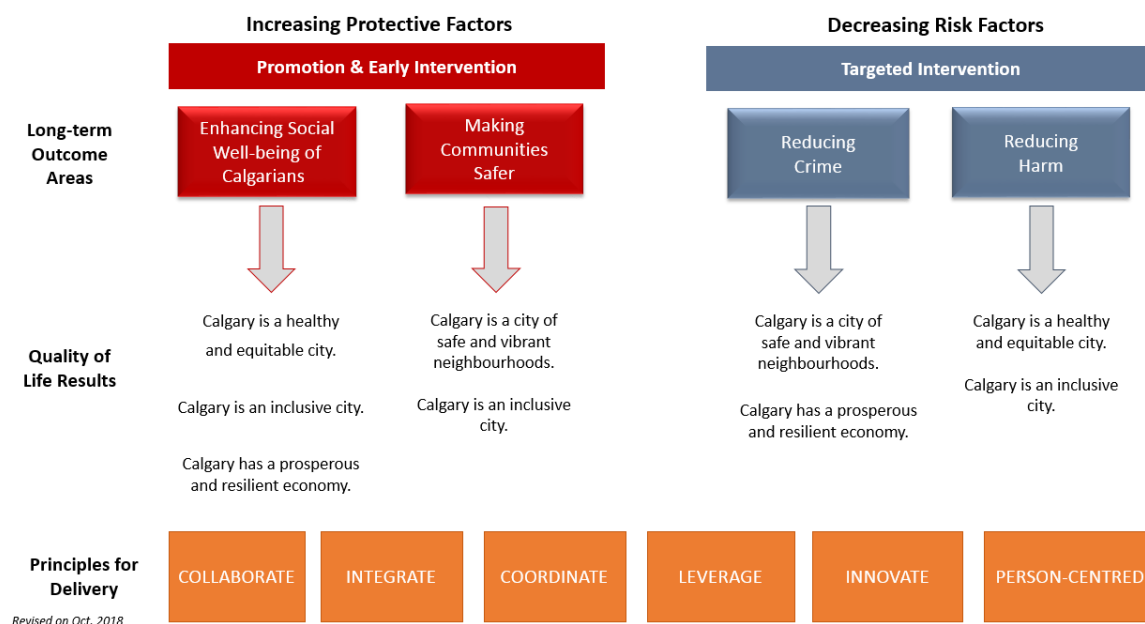 Increasing Protective Factors
Decreasing Risk Factors
Promotion & Early Intervention
Targeted Intervention
Long-term
Outcome
Areas
Enhancing Social
Well-being of
Calgarians
Making
Communities
Safer
Reducing
Crime
Reducing
Harm
Quality of
Life Results
Calgary is a healthy
and equitable city.
Calgary is an inclusive city.
Calgary has a prosperous
and resilient economy.
Calgary is a city of
safe and vibrant
neighbourhoods.
Calgary is an inclusive
city.
Calgary is a city of
safe and vibrant
neighbourhoods.
Calgary has a prosperous
and resilient economy.
Calgary is a healthy
and equitable city.
Calgary is an inclusive
city.
Principles for
Delivery
COLLABORATE
INTEGRATE
COORDINATE
LEVERAGE
INNOVATE
PERSON-CENTRED
Revised on Oct. 2018